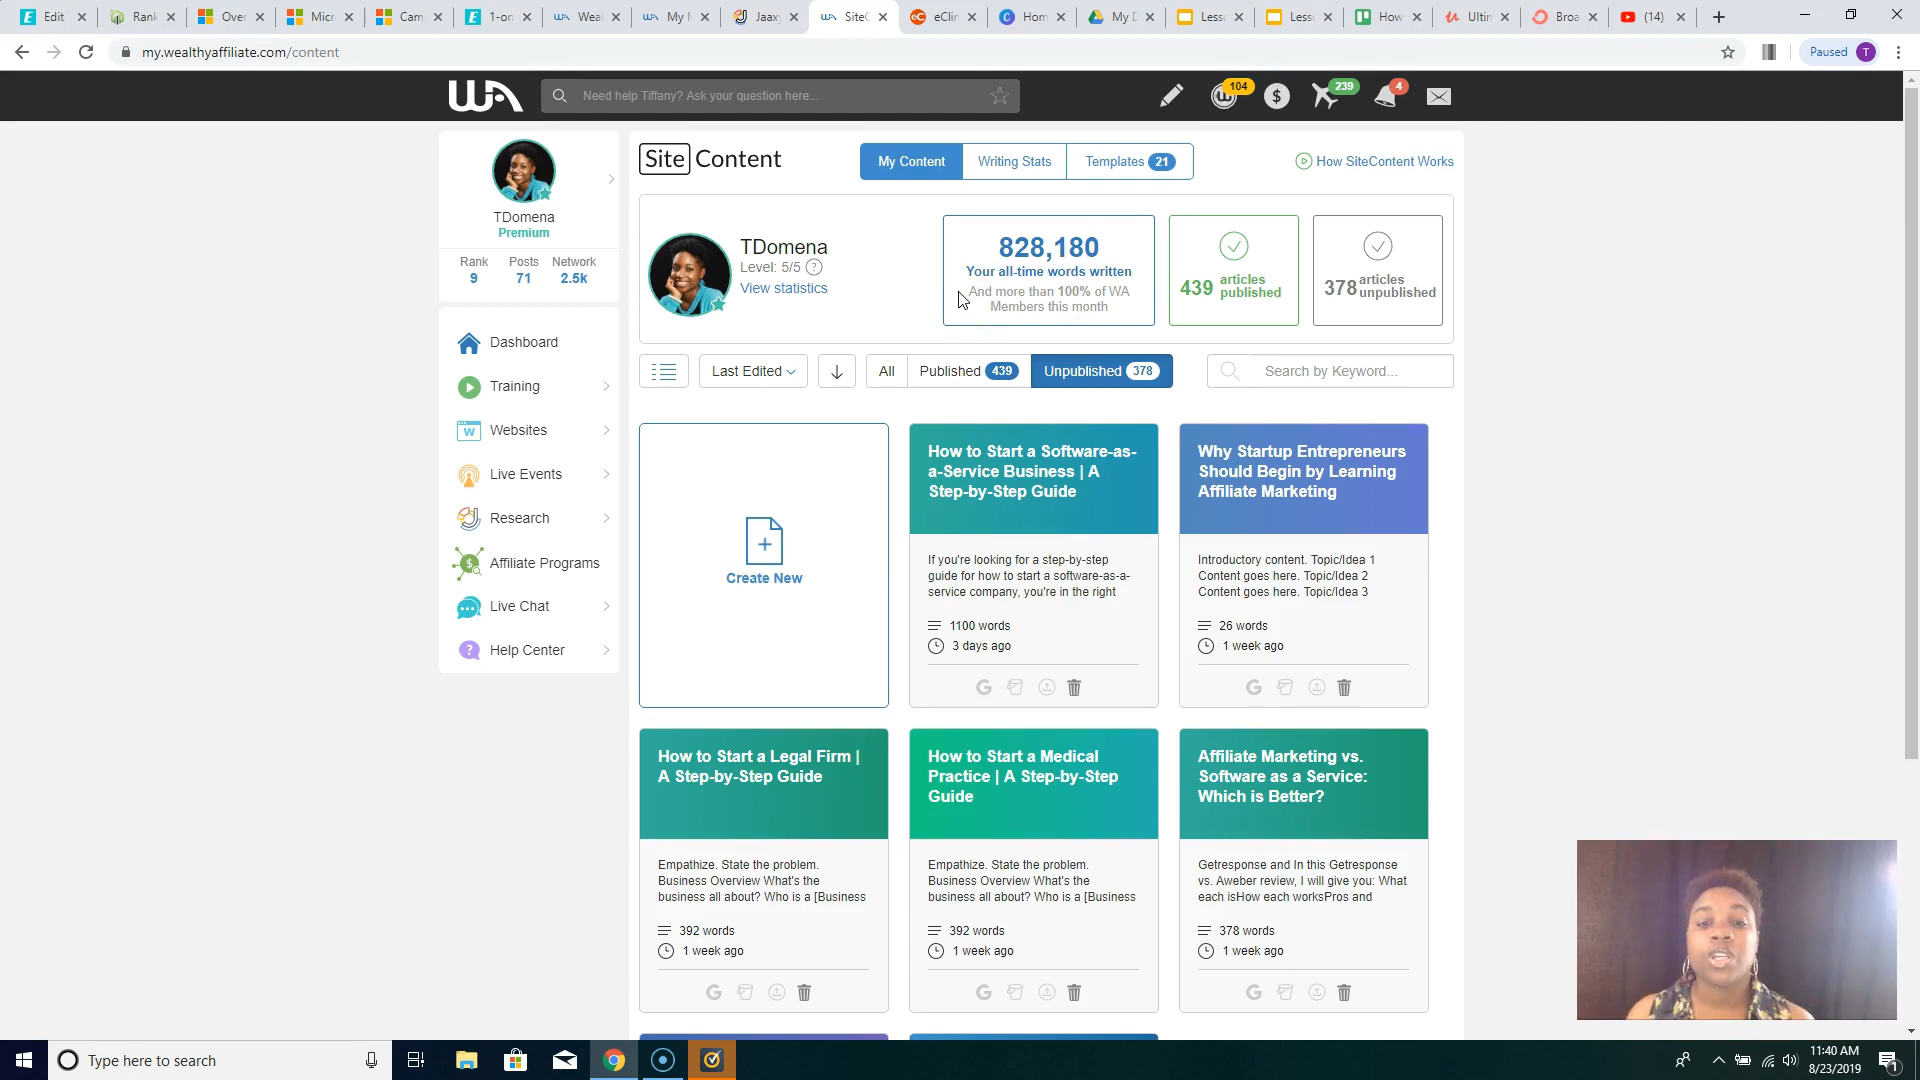 Edit
Rank
Over
Micr
Cam
1-on
Weal
My
Jaaxy
SiteC
eClin
Hom
My D
Less
Less
How
Ultin
Broa
(14)
my.wealthyaffiliate.com/content
Paused
T
WA
Need help Tiffany? Ask your question here...
104
239
4
TDomena
Premium
Rank
Posts
Network
9
71
2.5k
Dashboard
Training
Websites
Live Events
Research
Affiliate Programs
Live Chat
Help Center
Site Content
My Content
Writing Stats
Templates 21
How SiteContent Works
TDomena
Level: 5/5
View statistics
828,180
Your all-time words written
And more than 100% of WA
Members this month
439 articles
published
378 articles
unpublished
Last Edited
All
Published 439
Unpublished 378
Search by Keyword...
Create New
How to Start a Software-as-
a-Service Business | A
Step-by-Step Guide
If you're looking for a step-by-step
guide for how to start a software-as-a-
service company, you're in the right
1100 words
3 days ago
Why Startup Entrepreneurs
Should Begin by Learning
Affiliate Marketing
Introductory content. Topic/Idea 1
Content goes here. Topic/Idea 2
Content goes here. Topic/Idea 3
26 words
1 week ago
How to Start a Legal Firm |
A Step-by-Step Guide
Empathize. State the problem.
Business Overview What's the
business all about? Who is a [Business
392 words
1 week ago
How to Start a Medical
Practice | A Step-by-Step
Guide
Empathize. State the problem.
Business Overview What's the
business all about? Who is a [Business
392 words
1 week ago
Affiliate Marketing vs.
Software as a Service:
Which is Better?
Getresponse and In this Getresponse
vs. Aweber review, I will give you: What
each isHow each worksPros and
378 words
1 week ago
Type here to search
11:40 AM
8/23/2019
1